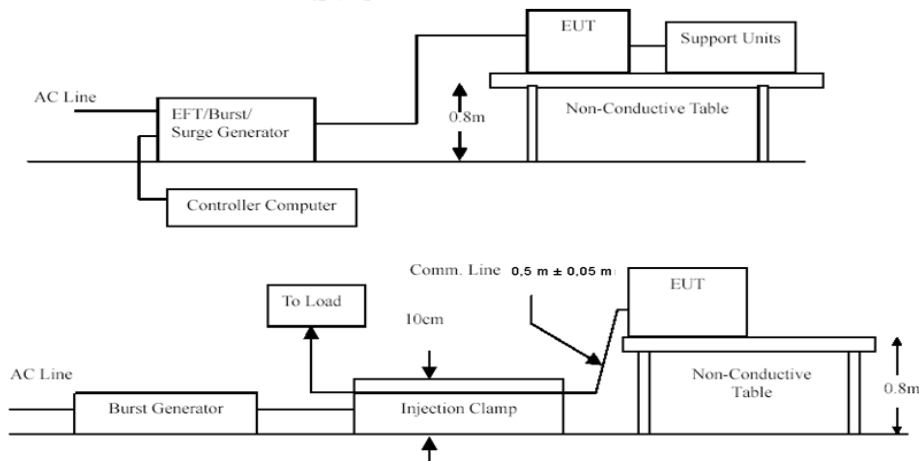 EUT
Support Units
AC Line
EFT/Burst/
Surge Generator
0.8m
Non-Conductive Table
Controller Computer
Comm. Line 0,5 m ± 0,05 m
EUT
To Load
10cm
AC Line
Burst Generator
Injection Clamp
Non-Conductive
Table
0.8m